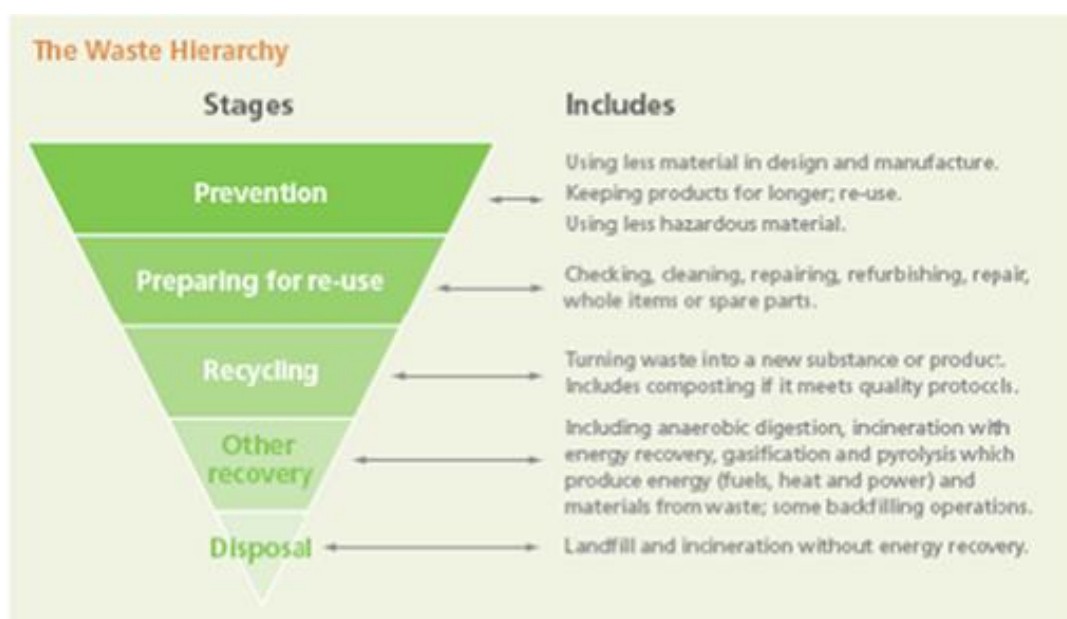 The Waste Hierarchy
Stages
Includes
Prevention
Using less material in design and manufacture.
Keeping products for longer; re-use.
Using less hazardous material.
Preparing for re-use
Checking, cleaning, repairing, refurbishing, repair,
whole items or spare parts.
Recycling
Turning waste into a new substance or product.
Includes composting if it meets quality protocols.
Other
recovery
Including anaerobic digestion, incineration with
energy recovery, gasification and pyrolysis which
produce energy (fuels, heat and power) and
materials from waste; some backfilling operations.
Disposal
Landfill and incineration without energy recovery.